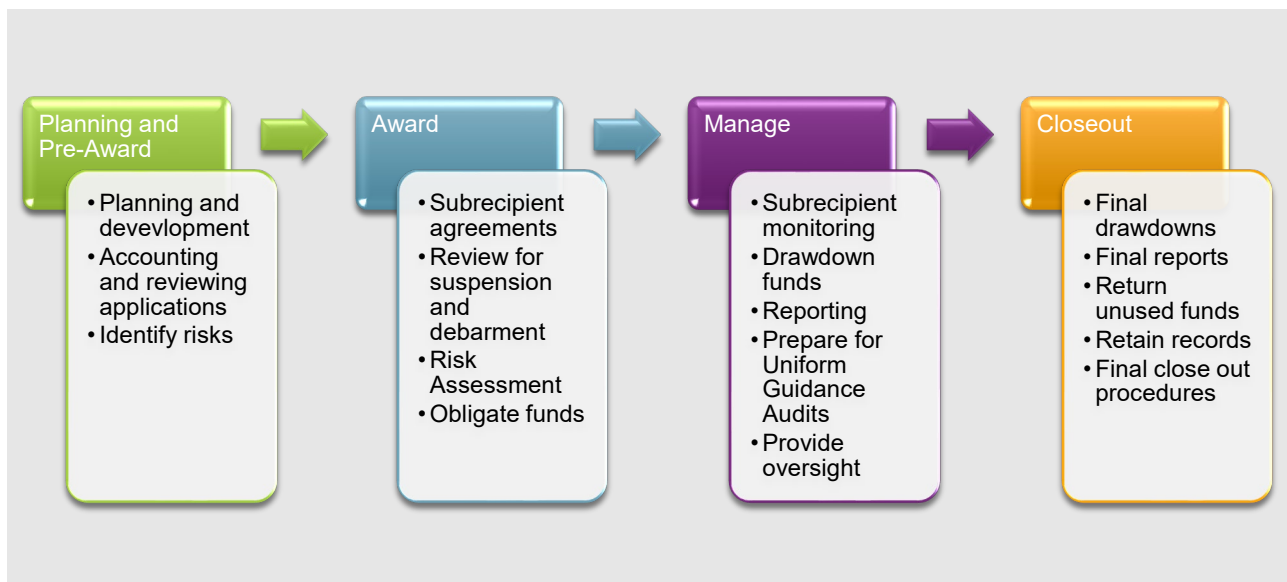 Planning and
Pre-Award
• Planning and
devevlopment
• Accounting
and reviewing
applications
• Identify risks
Award
• Subrecipient
agreements
• Review for
suspension
and
debarment
• Risk
Assessment
• Obligate funds
Manage
• Subrecipient
monitoring
• Drawdown
funds
• Reporting
• Prepare for
Uniform
Guidance
Audits
• Provide
oversight
Closeout
• Final
drawdowns
• Final reports
• Return
unused funds
• Retain records
• Final close out
procedures